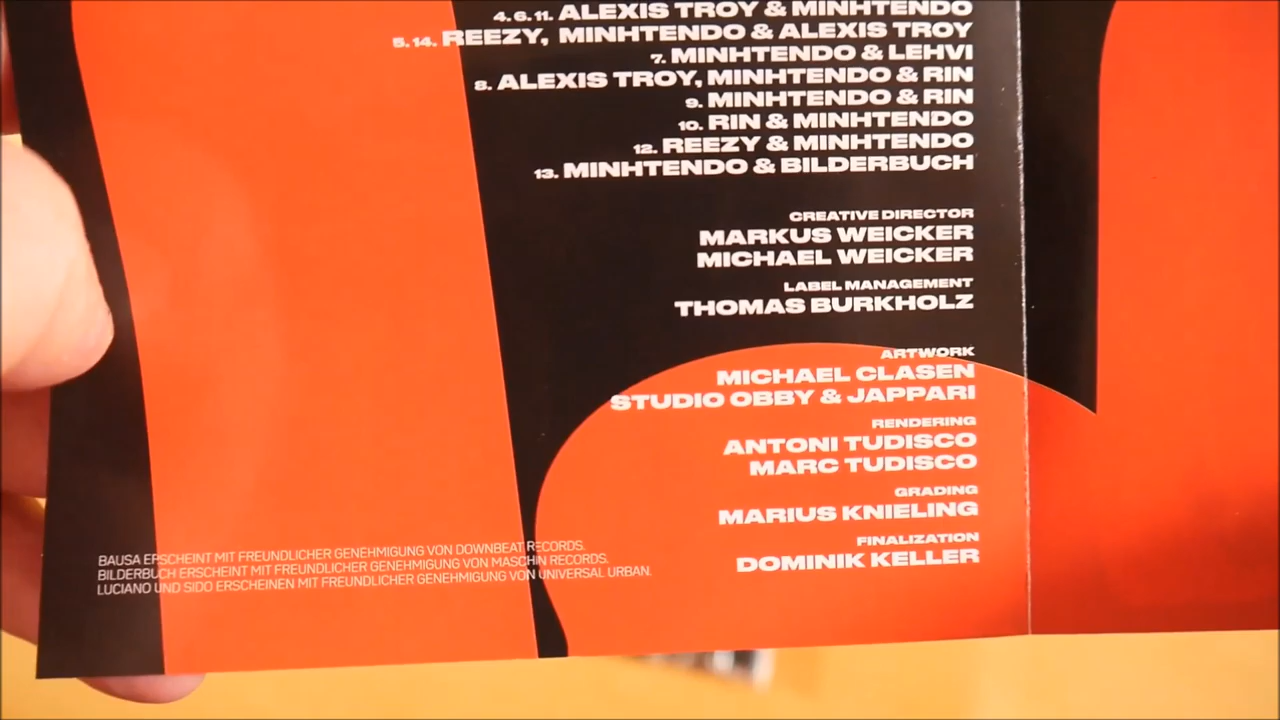 4. 6. 11. ALEXIS TROY & MINHTENDO
5. 14. REEZY, MINHTENDO & ALEXIS TROY
7. MINHTENDO & LEHVI
8. ALEXIS TROY, MINHTENDO & RIN
9. MINHTENDO & RIN
10. RIN & MINHTENDO
12. REEZY & MINHTENDO
13. MINHTENDO & BILDERBUCH
CREATIVE DIRECTOR
MARKUS WEICKER
MICHAEL WEICKER
LABEL MANAGEMENT
THOMAS BURKHOLZ
ARTWORK
MICHAEL CLASEN
STUDIO OBBY & JAPPARI
RENDERING
ANTONI TUDISCO
MARC TUDISCO
GRADING
MARIUS KNIELING
FINALIZATION
DOMINIK KELLER
BAUSA ERSCHEINT MIT FREUNDLICHER GENEHMIGUNG VON DOWNBEAT RECORDS.
BILDERBUCH ERSCHEINT MIT FREUNDLICHER GENEHMIGUNG VON MASCHIN RECORDS.
LUCIANO UND SIDO ERSCHEINEN MIT FREUNDLICHER GENEHMIGUNG VON UNIVERSAL URBAN.